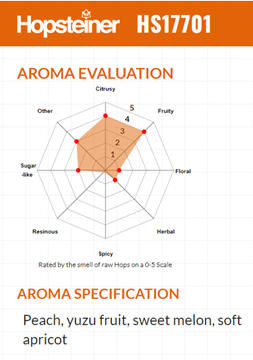 Hopsteiner HS17701
AROMA EVALUATION
Citrusy
Other
5
Fruity
4
3
2
1
Sugar
-like
Floral
Resinous
Herbal
Spicy
Rated by the smell of raw Hops on a 0-5 Scale
AROMA SPECIFICATION
Peach, yuzu fruit, sweet melon, soft
apricot